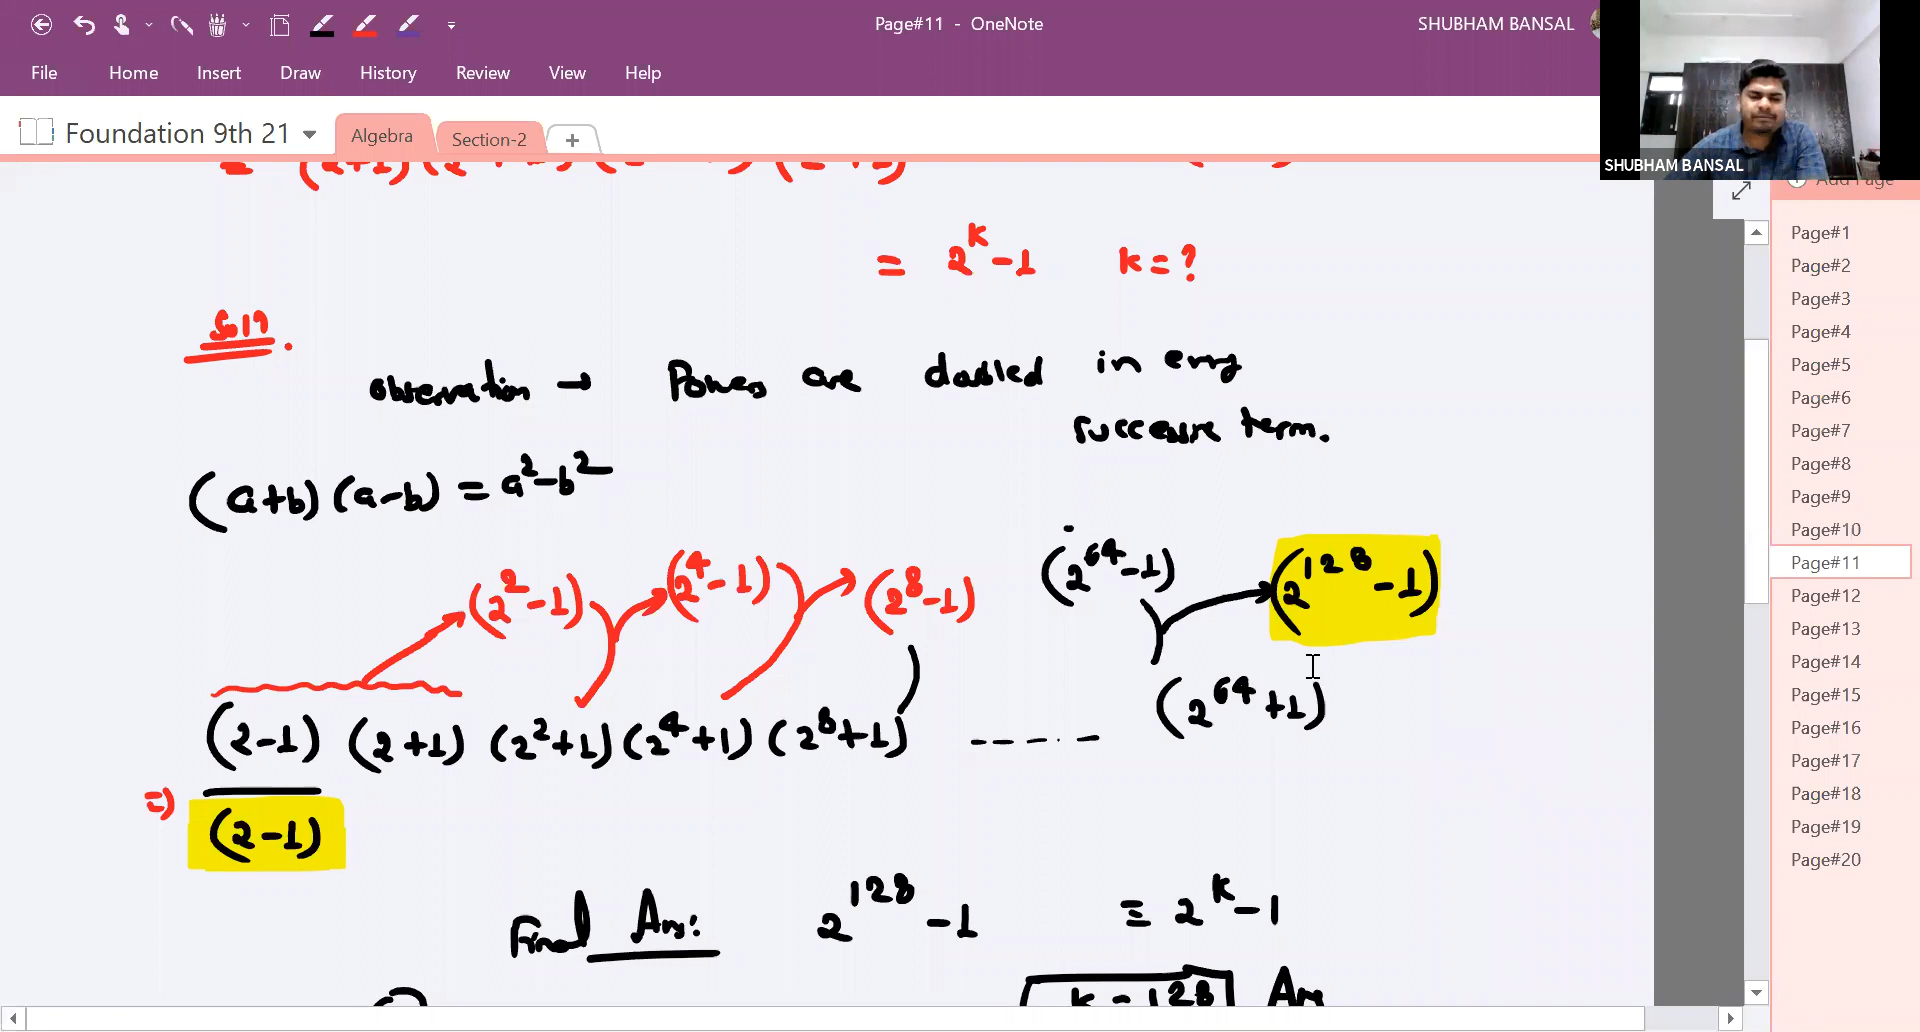 Page#11 - OneNote
SHUBHAM BANSAL
File Home Insert Draw History Review View Help
SHUBHAM BANSAL
Foundation 9th 21
Algebra
Section-2
+
Add Page
Page#1
Page#2
Page#3
Page#4
Page#5
Page#6
Page#7
Page#8
Page#9
Page#10
Page#11
Page#12
Page#13
Page#14
Page#15
Page#16
Page#17
Page#18
Page#19
Page#20
= 2^k - 1 k = ?
Solⁿ.
observation → Powers are doubled in every
successive term.
(a+b) (a-b) = a² - b²
(2² - 1) (2⁴ - 1) (2⁸ - 1) (2⁶⁴ - 1) (2¹²⁸ - 1)
(2⁶⁴ + 1)
(2-1) (2+1) (2²+1) (2⁴+1) (2⁸+1) ------
=) (2-1)
Final Ans: 2¹²⁸ - 1 ≡ 2^k - 1
k = 128 Ans